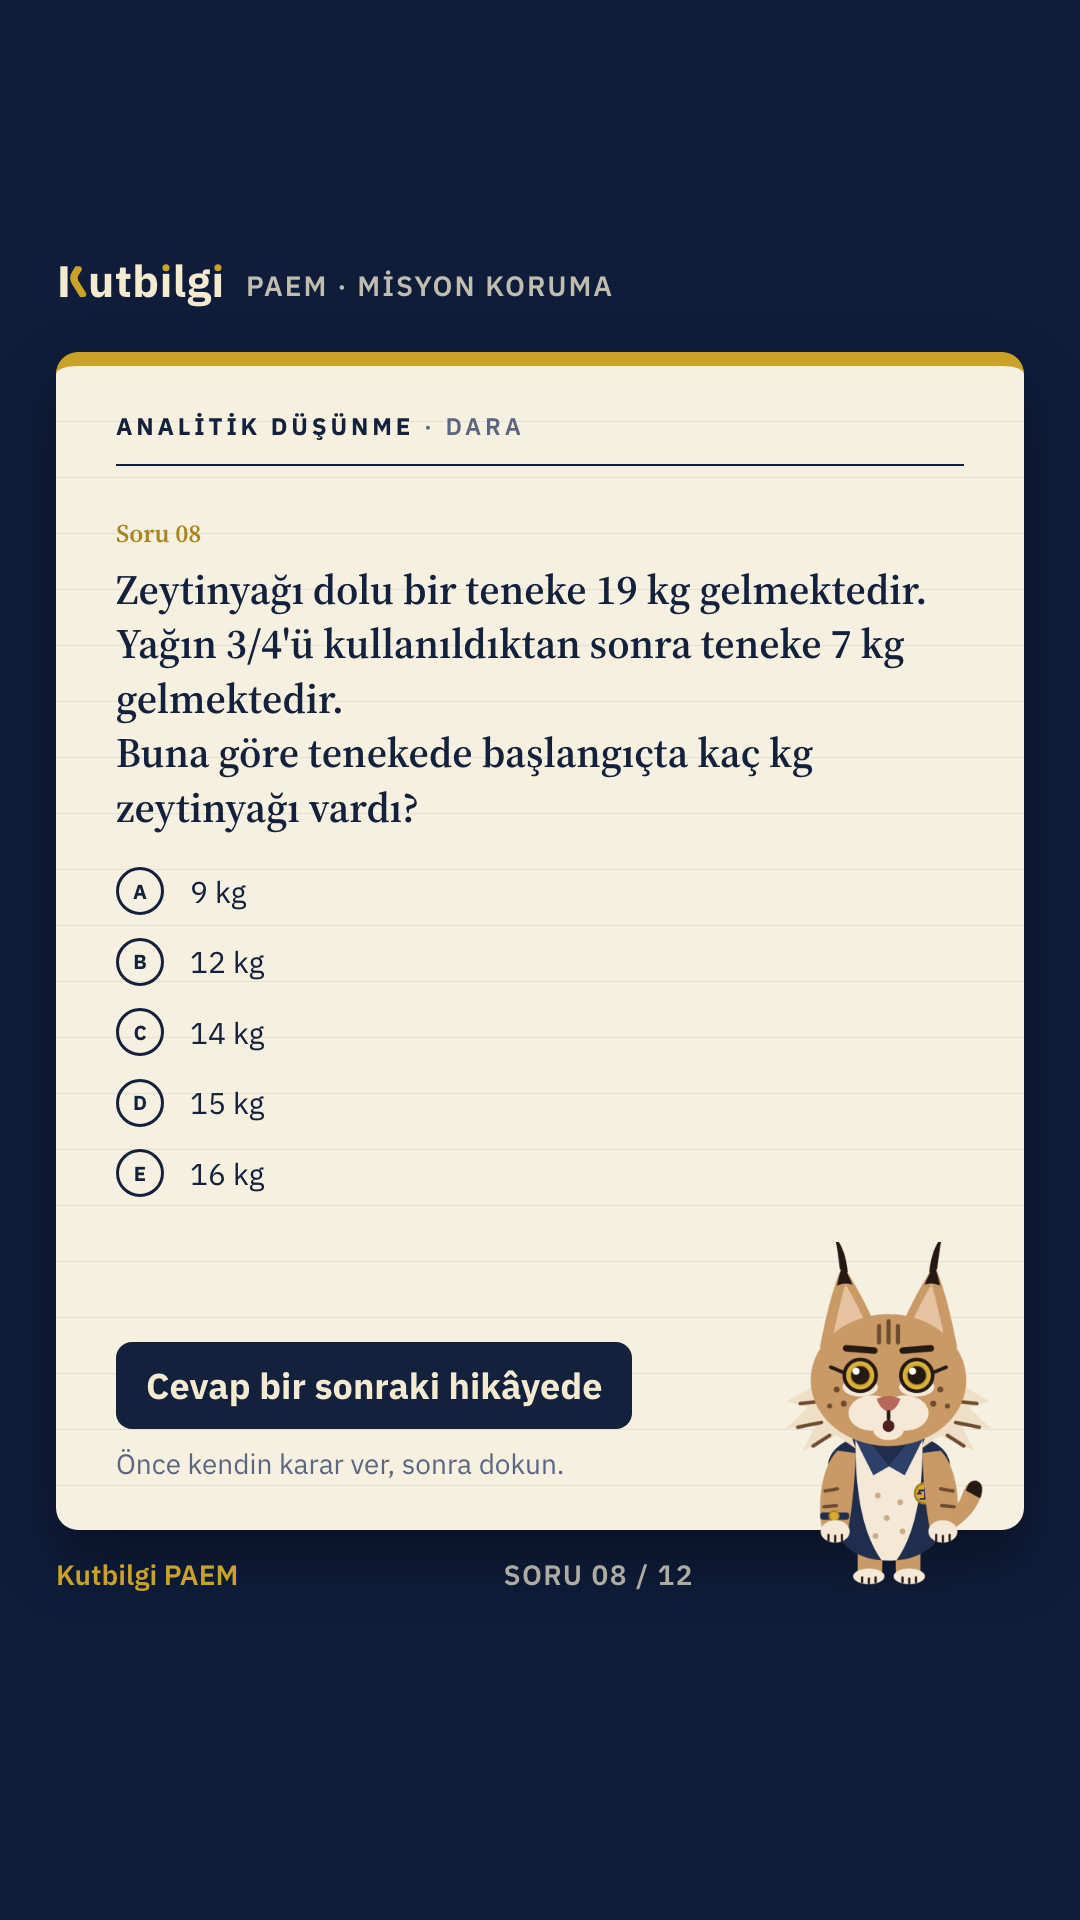 Kutbilgi PAEM · MİSYON KORUMA
ANALİTİK DÜŞÜNME · DARA
Soru 08
Zeytinyağı dolu bir teneke 19 kg gelmektedir.
Yağın 3/4'ü kullanıldıktan sonra teneke 7 kg
gelmektedir.
Buna göre tenekede başlangıçta kaç kg
zeytinyağı vardı?
A 9 kg
B 12 kg
C 14 kg
D 15 kg
E 16 kg
Cevap bir sonraki hikâyede
Önce kendin karar ver, sonra dokun.
Kutbilgi PAEM SORU 08 / 12